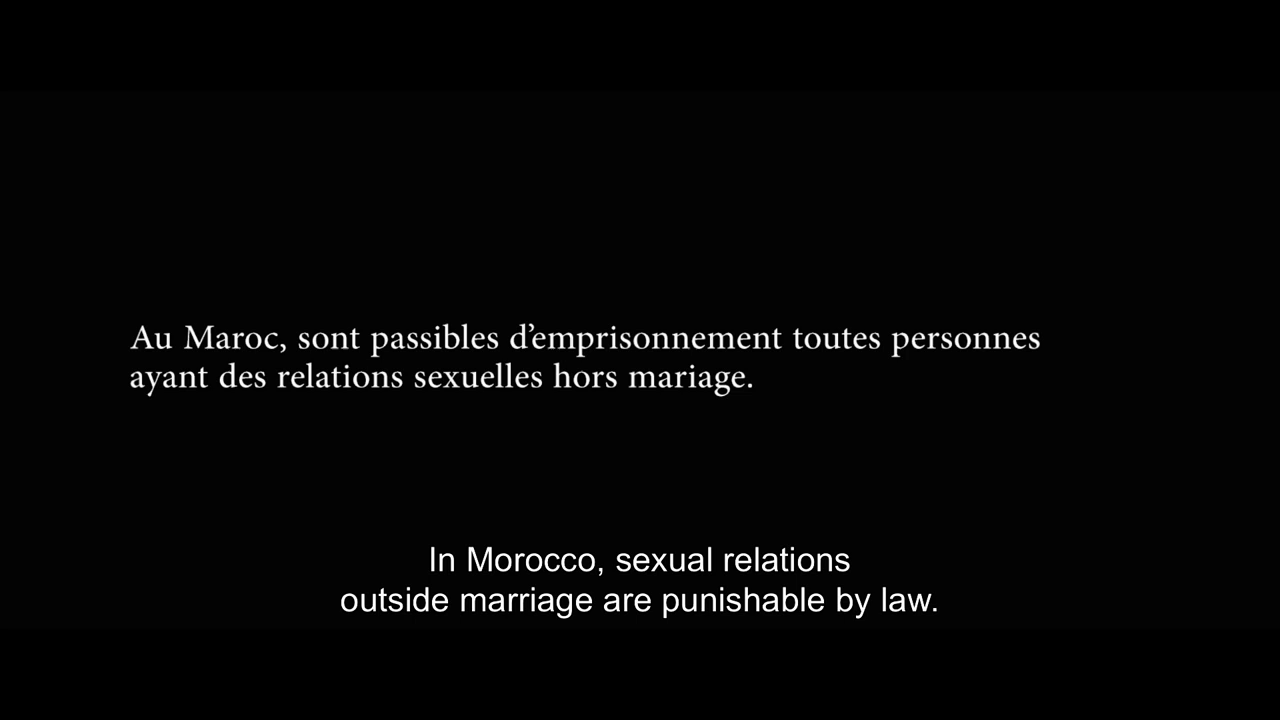 Au Maroc, sont passibles d’emprisonnement toutes personnes
ayant des relations sexuelles hors mariage.
In Morocco, sexual relations
outside marriage are punishable by law.